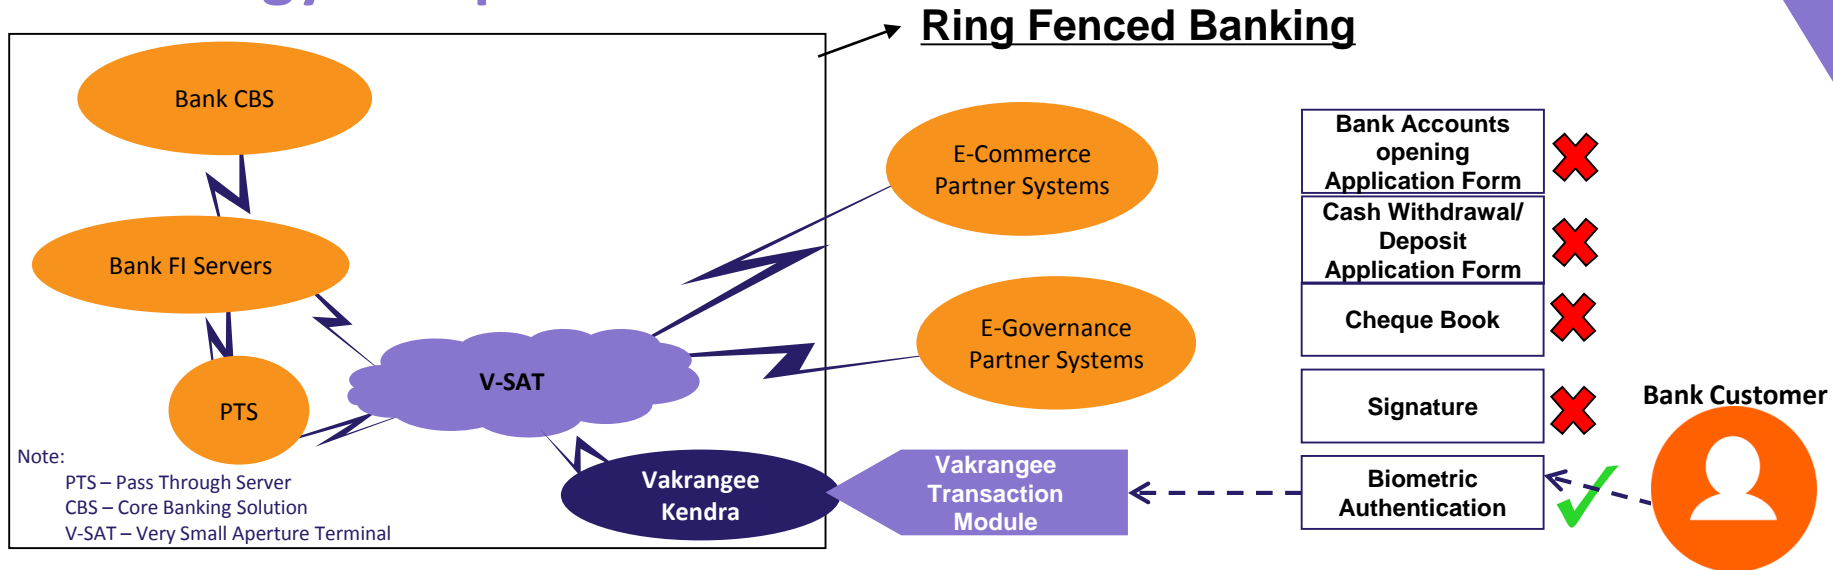 Ring Fenced Banking
Bank CBS
Bank FI Servers
PTS
V-SAT
Vakrangee
Kendra
Note:
PTS – Pass Through Server
CBS – Core Banking Solution
V-SAT – Very Small Aperture Terminal
E-Commerce
Partner Systems
E-Governance
Partner Systems
Vakrangee
Transaction
Module
Bank Accounts
opening
Application Form
Cash Withdrawal/
Deposit
Application Form
Cheque Book
Signature
Biometric
Authentication
Bank Customer